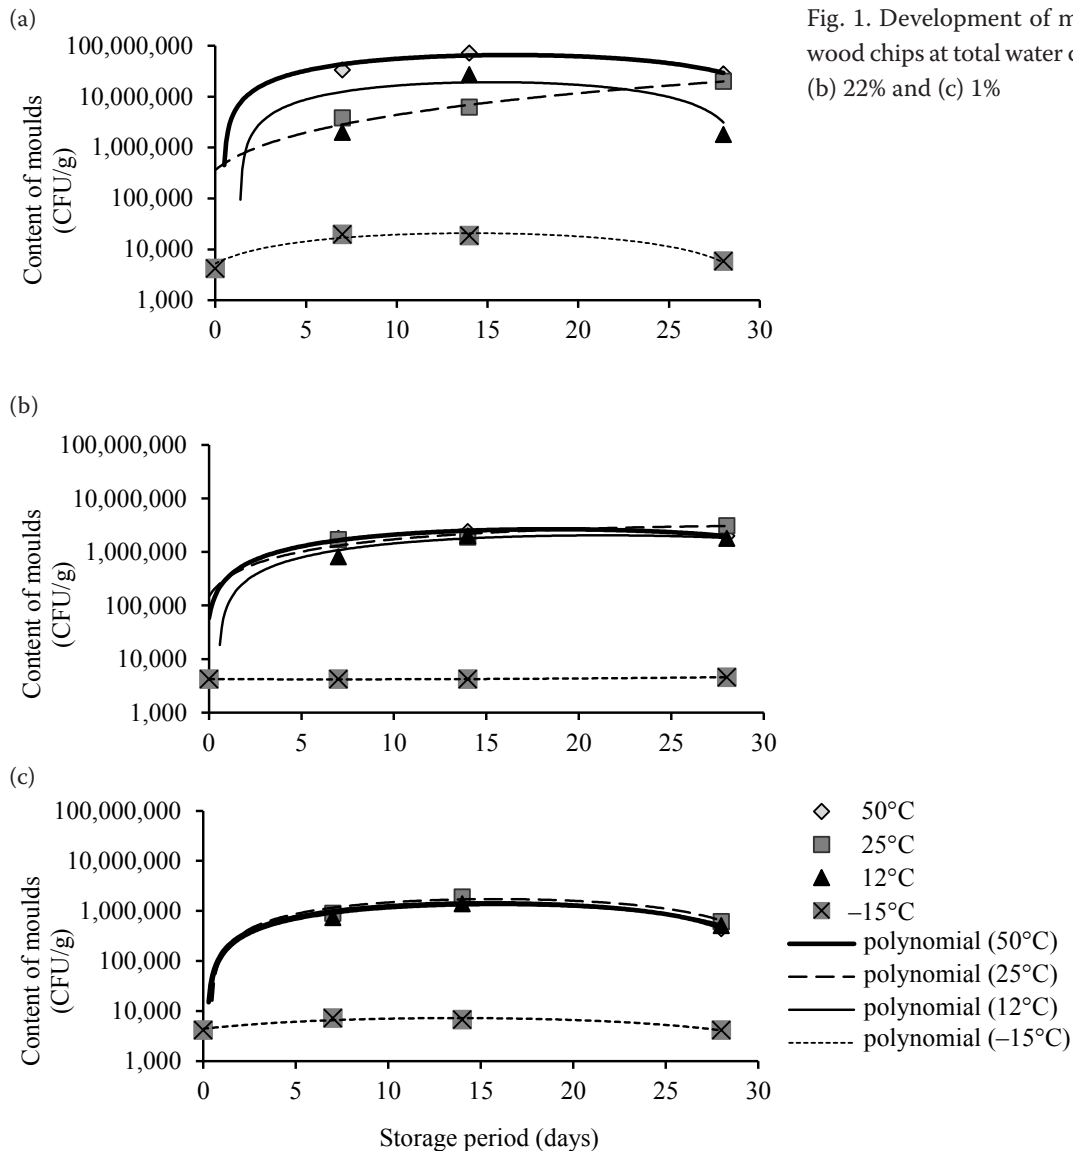 (a)
Fig. 1. Development of m
wood chips at total water c
(b) 22% and (c) 1%
Content of moulds
(CFU/g)
100,000,000
10,000,000
1,000,000
100,000
10,000
1,000
0 5 10 15 20 25 30
(b)
Content of moulds
(CFU/g)
100,000,000
10,000,000
1,000,000
100,000
10,000
1,000
0 5 10 15 20 25 30
(c)
Content of moulds
(CFU/g)
100,000,000
10,000,000
1,000,000
100,000
10,000
1,000
0 5 10 15 20 25 30
Storage period (days)
50°C
25°C
12°C
–15°C
polynomial (50°C)
polynomial (25°C)
polynomial (12°C)
polynomial (–15°C)